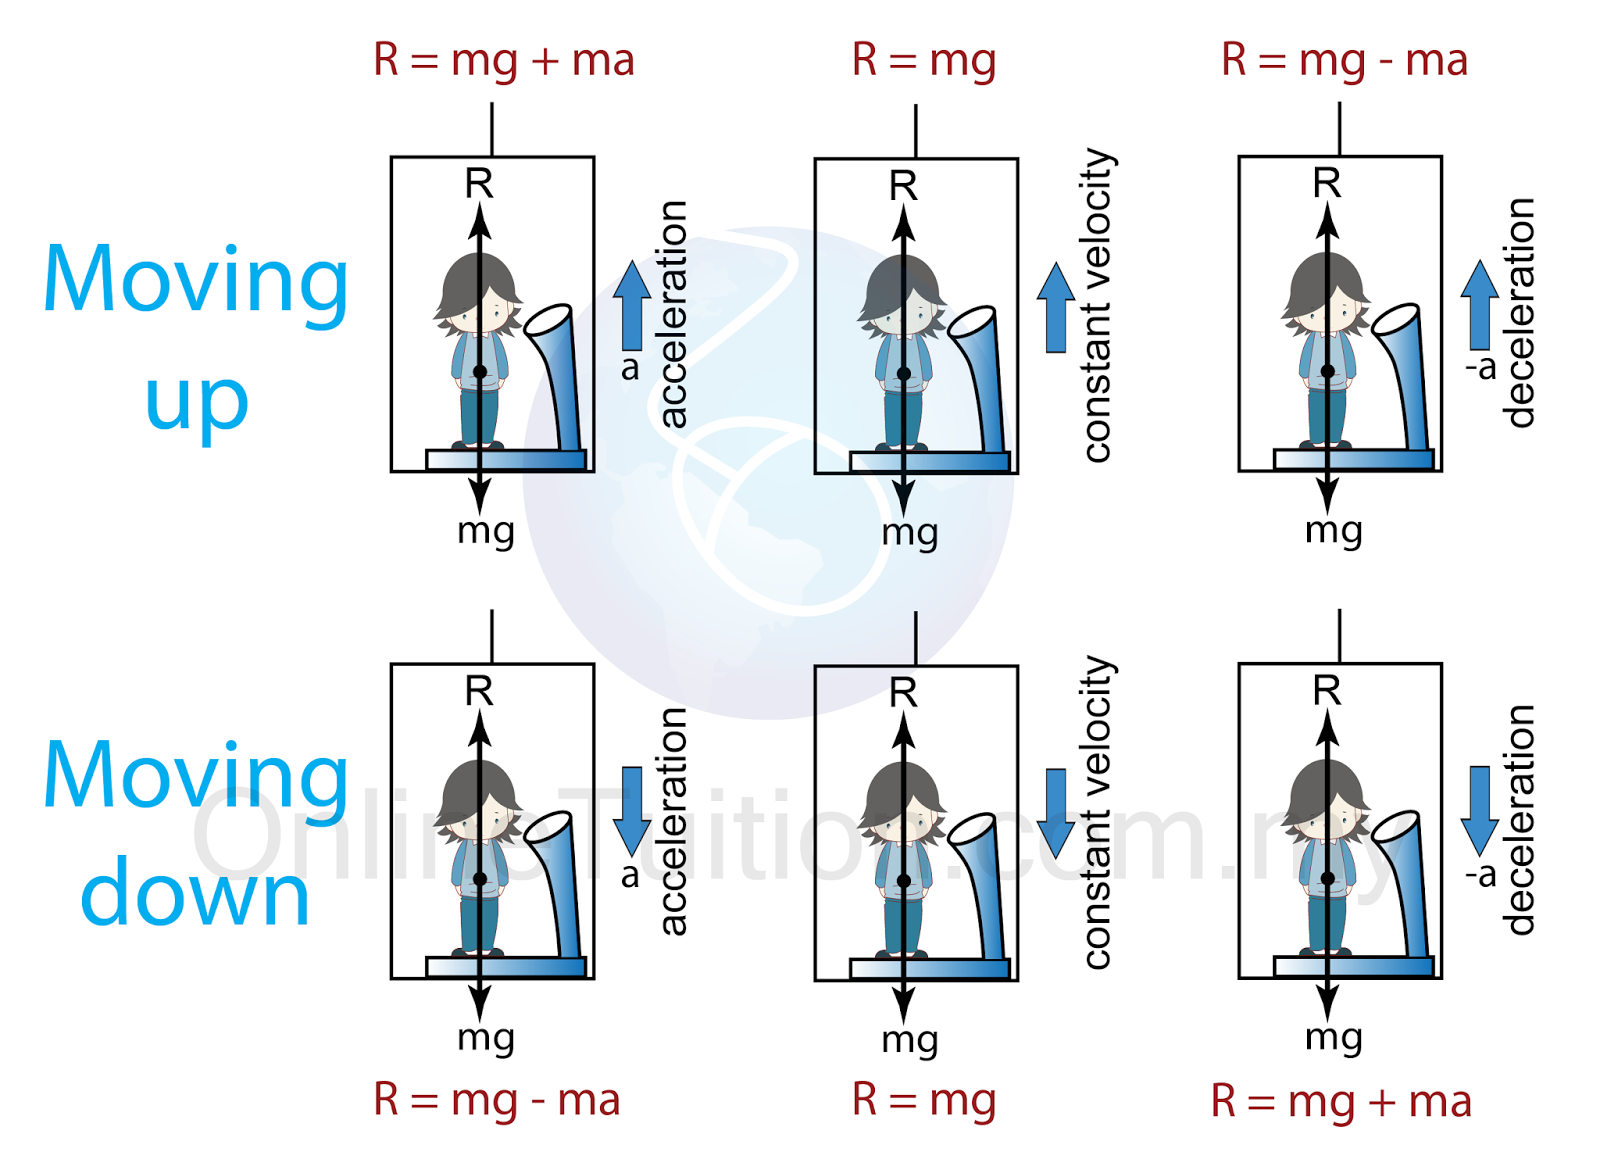 R = mg + ma
R = mg
R = mg - ma
Moving
up
R
mg
a
acceleration
R
mg
constant velocity
R
mg
-a
deceleration
Moving
down
R
mg
a
acceleration
R
mg
constant velocity
R
mg
-a
deceleration
OnlineTuition.com.my
R = mg - ma
R = mg
R = mg + ma